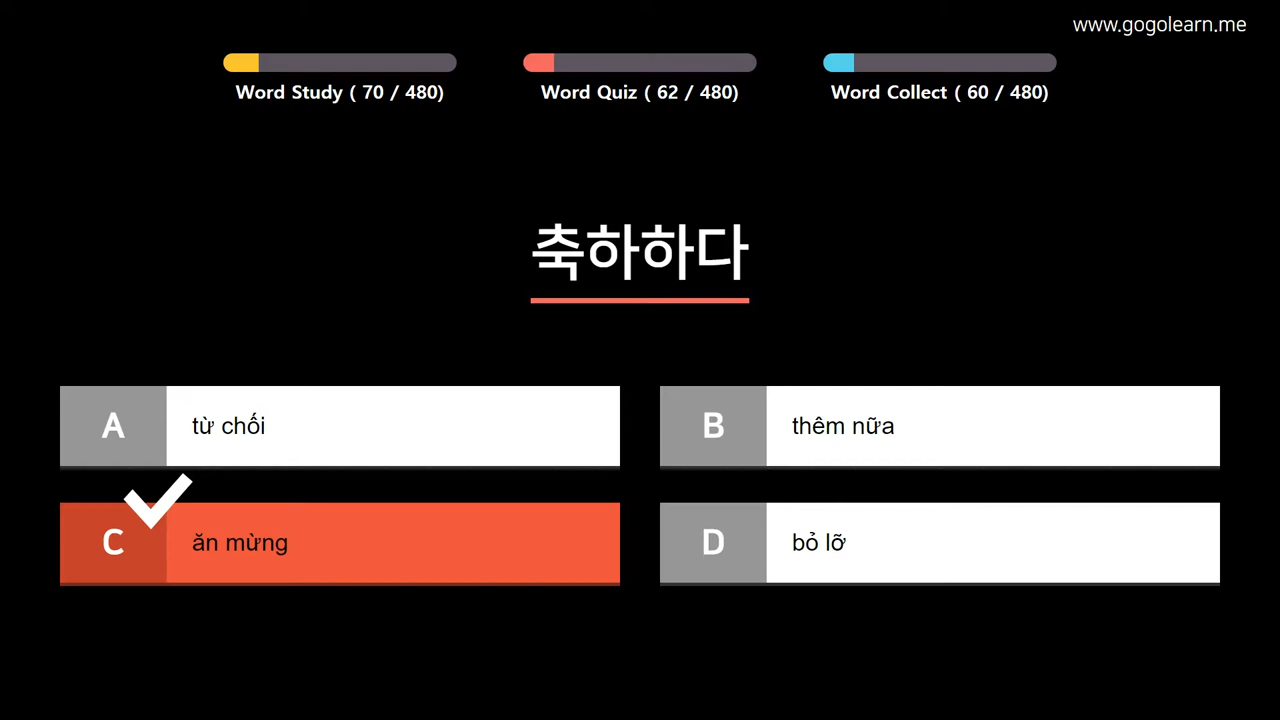 www.gogolearn.me
Word Study ( 70 / 480)
Word Quiz ( 62 / 480)
Word Collect ( 60 / 480)
축하하다
A
từ chối
B
thêm nữa
C
ăn mừng
D
bỏ lỡ